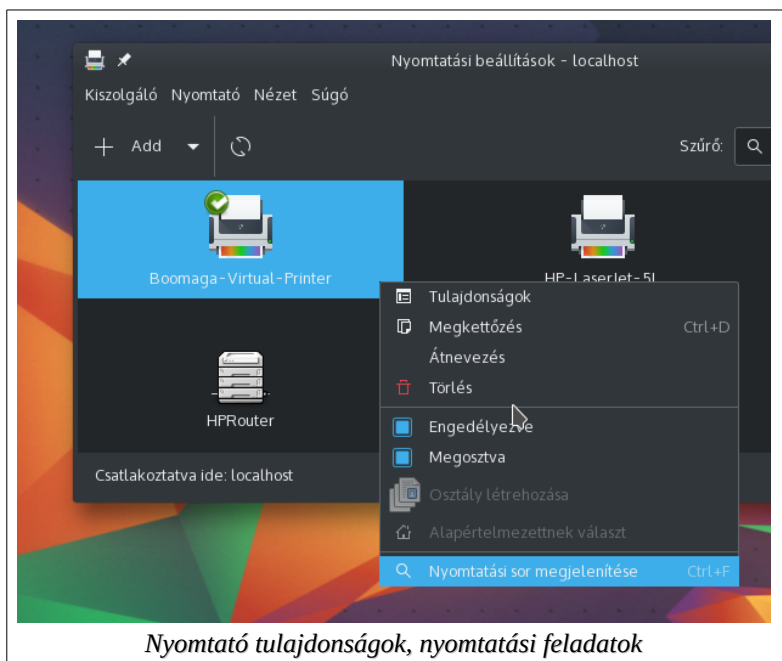 Nyomtatási beállítások - localhost
Kiszolgáló Nyomtató Nézet Súgó
Add
Szűrő:
Boomaga-Virtual-Printer
HP-LaserJet-5L
Tulajdonságok
Megkettőzés Ctrl+D
Átnevezés
Törlés
HPRouter
Engedélyezve
Megosztva
Csatlakoztatva ide: localhost
Osztály létrehozása
Alapértelmezettnek választ
Nyomtatási sor megjelenítése Ctrl+F
Nyomtató tulajdonságok, nyomtatási feladatok